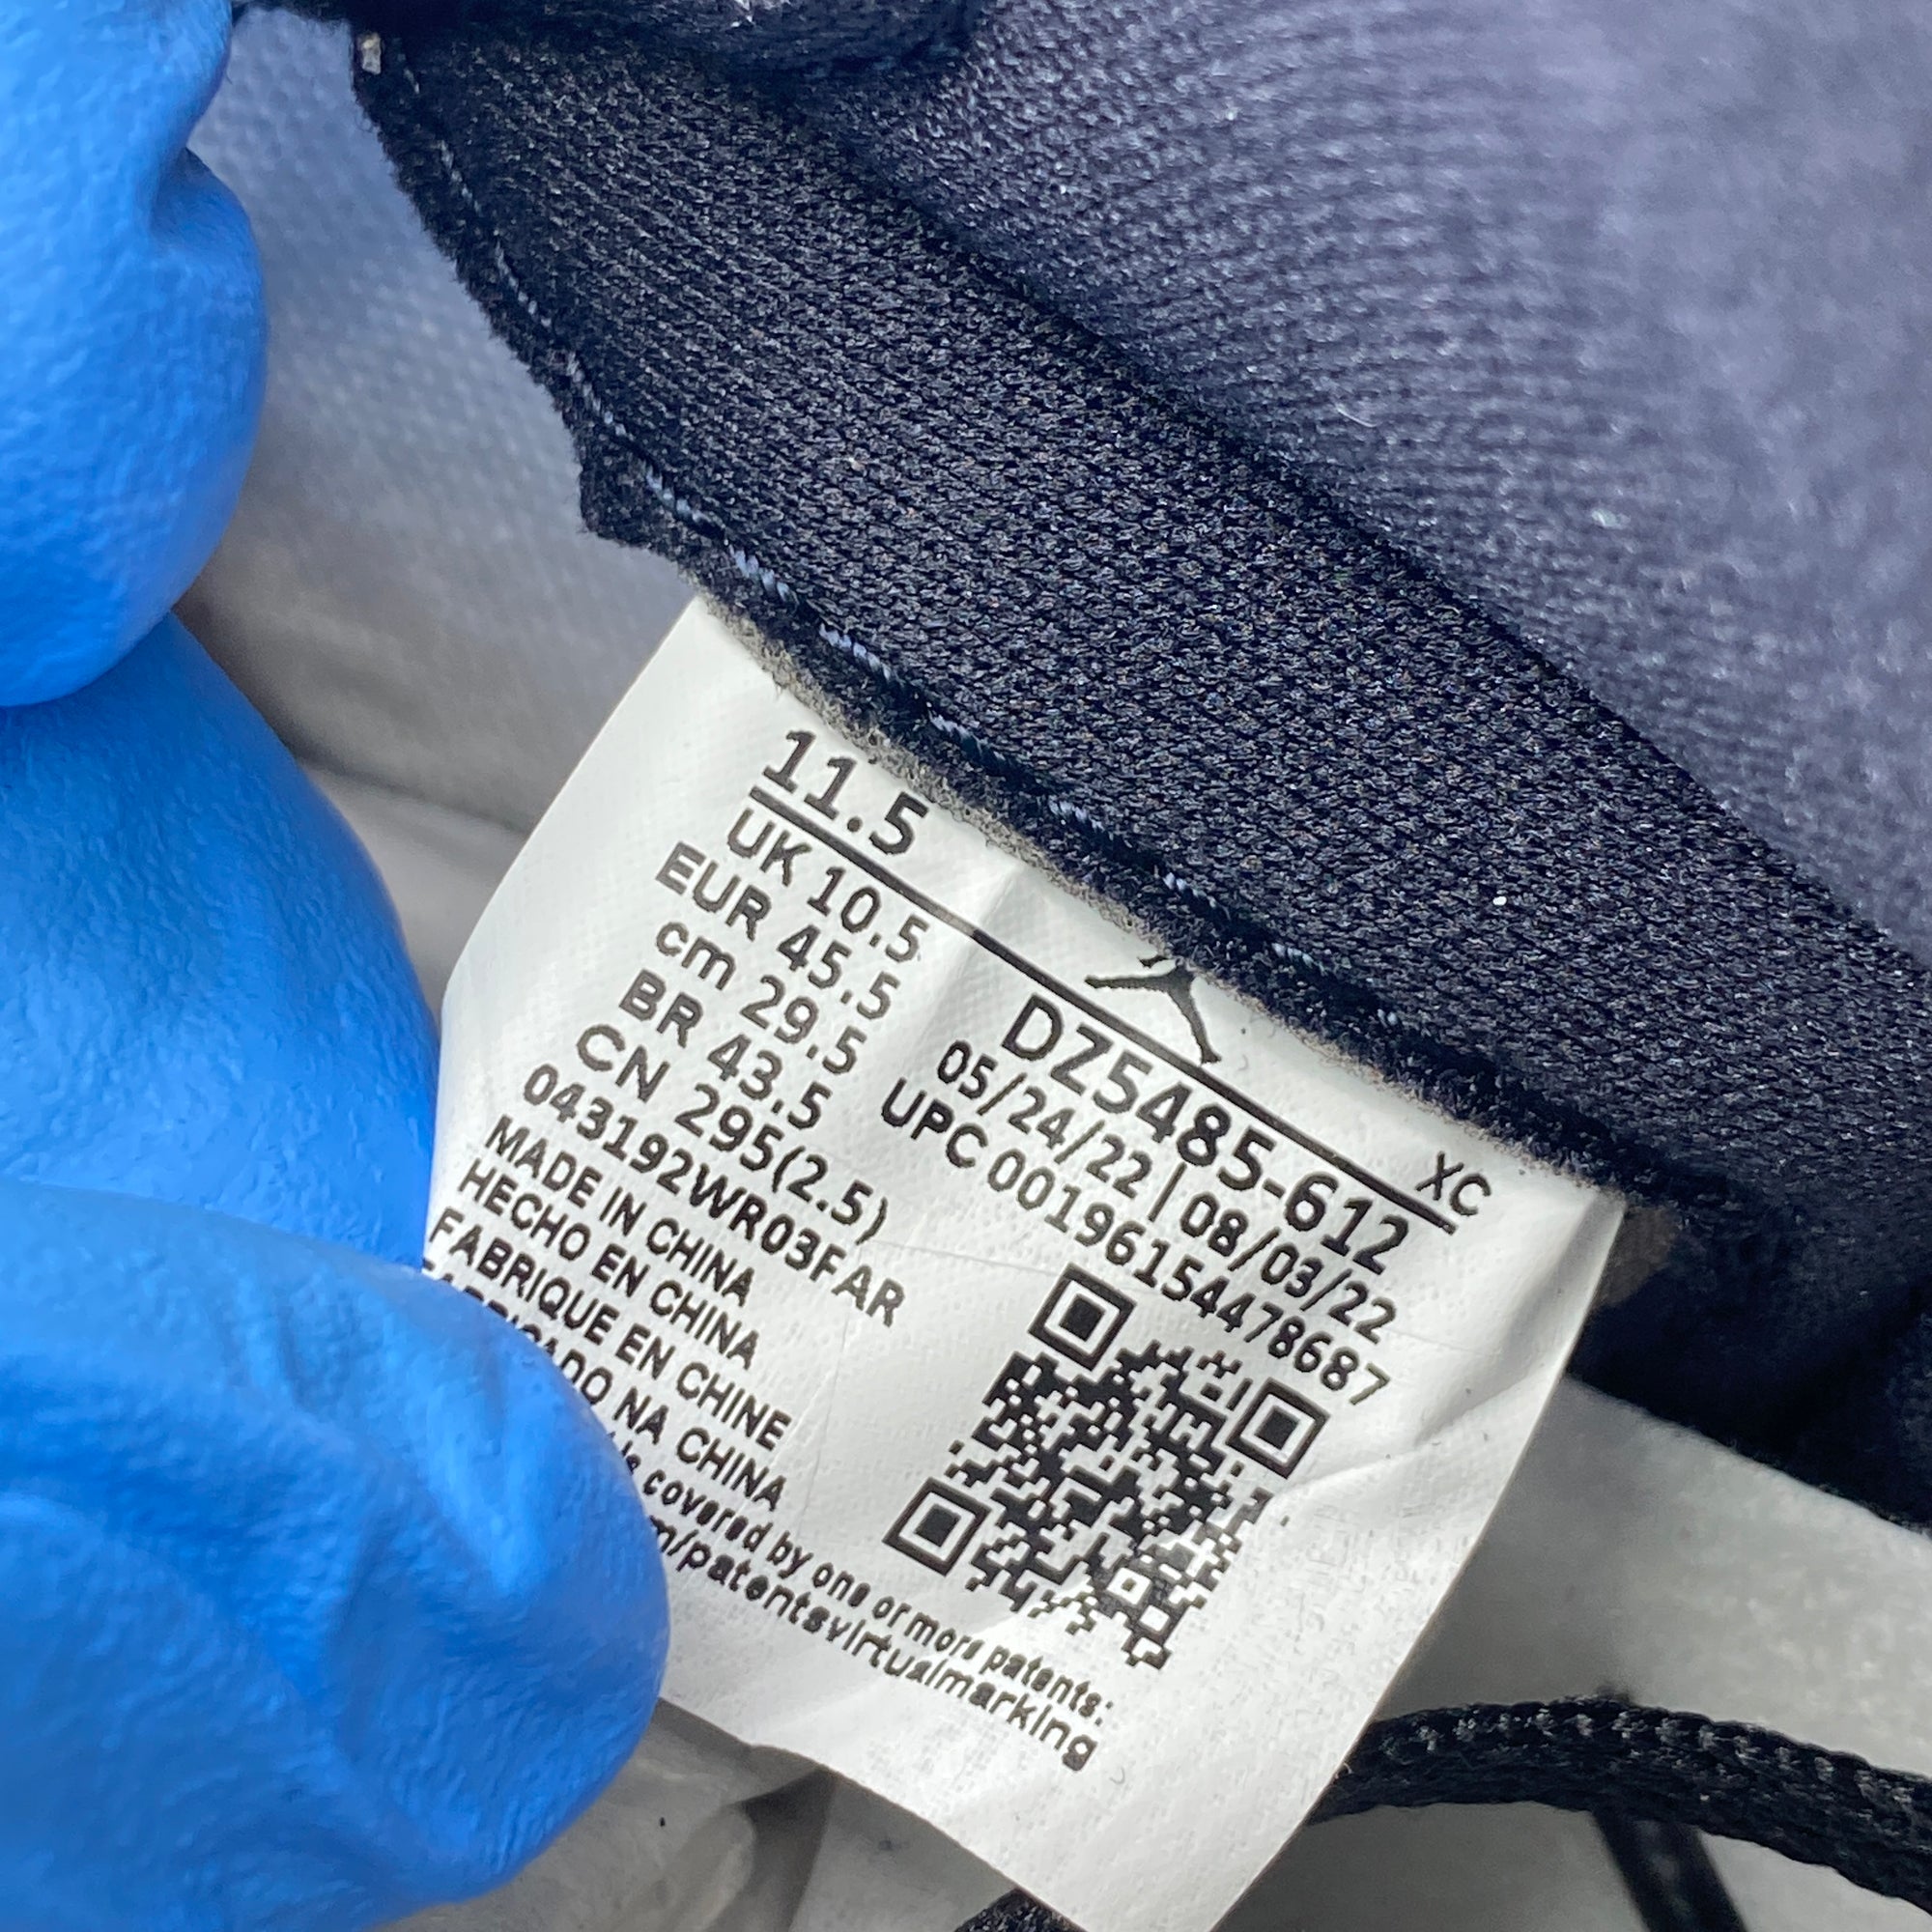 11.5
XC
UK 10.5
EUR 45.5
cm 29.5
BR 43.5
CN 295(2.5)
043192WR03FAR
DZ5485-612
05/24/22 | 08/03/22
UPC 00196154478687
MADE IN CHINA
HECHO EN CHINA
FABRIQUE EN CHINE
NA CHINA
covered by one or more patents:
/patentsvirtualmarking